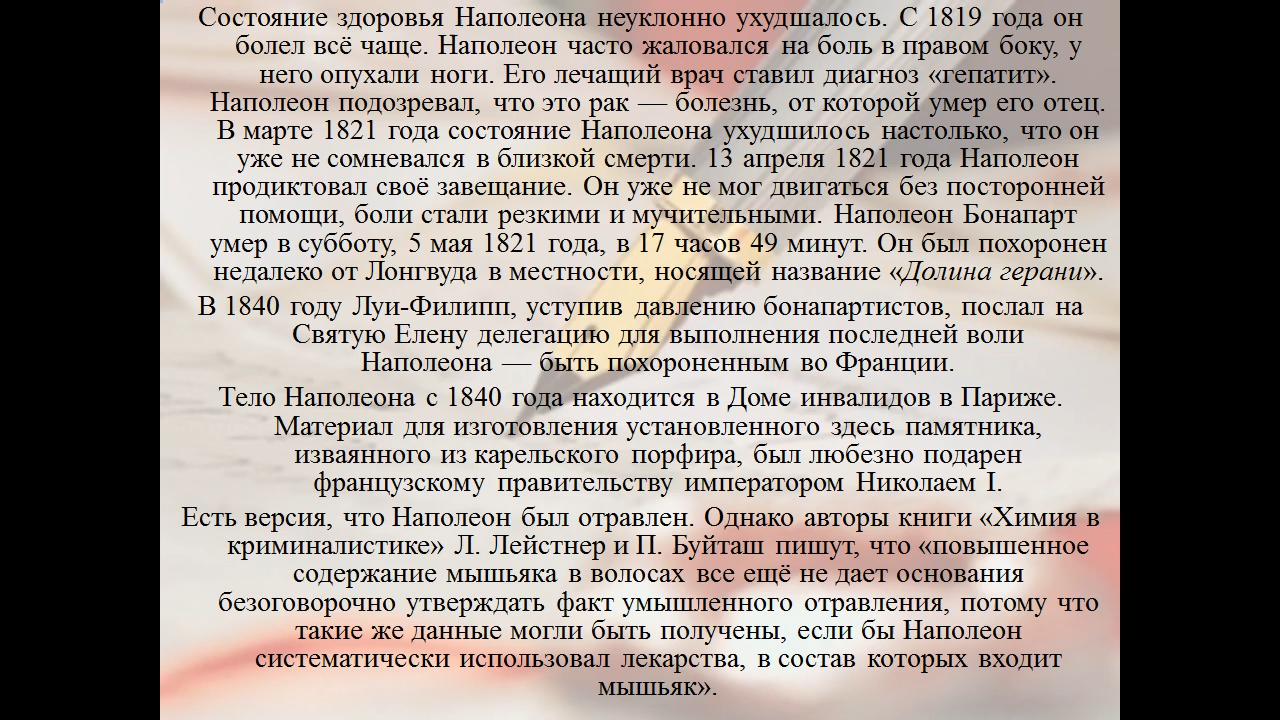 Состояние здоровья Наполеона неуклонно ухудшалось. С 1819 года он
болел всё чаще. Наполеон часто жаловался на боль в правом боку, у
него опухали ноги. Его лечащий врач ставил диагноз «гепатит».
Наполеон подозревал, что это рак — болезнь, от которой умер его отец.
В марте 1821 года состояние Наполеона ухудшилось настолько, что он
уже не сомневался в близкой смерти. 13 апреля 1821 года Наполеон
продиктовал своё завещание. Он уже не мог двигаться без посторонней
помощи, боли стали резкими и мучительными. Наполеон Бонапарт
умер в субботу, 5 мая 1821 года, в 17 часов 49 минут. Он был похоронен
недалеко от Лонгвуда в местности, носящей название «Долина герани».
В 1840 году Луи-Филипп, уступив давлению бонапартистов, послал на
Святую Елену делегацию для выполнения последней воли
Наполеона — быть похороненным во Франции.
Тело Наполеона с 1840 года находится в Доме инвалидов в Париже.
Материал для изготовления установленного здесь памятника,
изваянного из карельского порфира, был любезно подарен
французскому правительству императором Николаем I.
Есть версия, что Наполеон был отравлен. Однако авторы книги «Химия в
криминалистике» Л. Лейстнер и П. Буйташ пишут, что «повышенное
содержание мышьяка в волосах все ещё не дает основания
безоговорочно утверждать факт умышленного отравления, потому что
такие же данные могли быть получены, если бы Наполеон
систематически использовал лекарства, в состав которых входит
мышьяк».